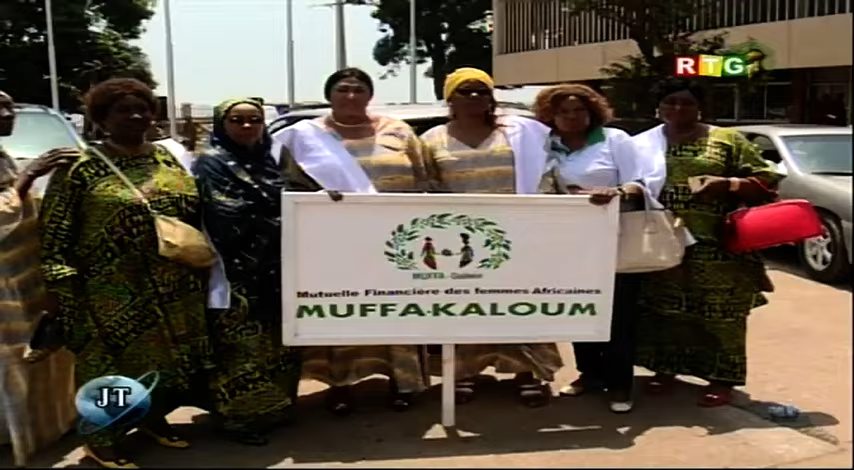 RTG
MUFFA - Guinée
Mutuelle Financière des femmes Africaines
MUFFA-KALOUM
JT